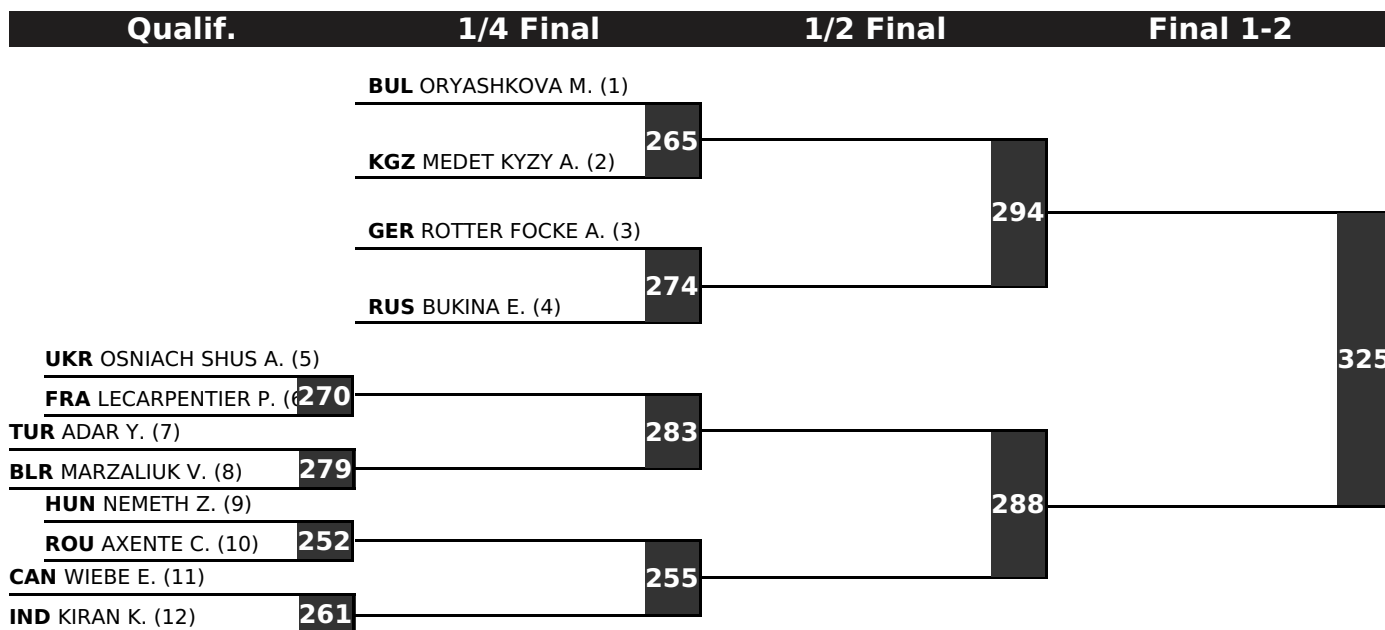 Qualif. 1/4 Final 1/2 Final Final 1-2
BUL ORYASHKOVA M. (1)
265
KGZ MEDET KYZY A. (2)
294
GER ROTTER FOCKE A. (3)
274
RUS BUKINA E. (4)
325
UKR OSNIACH SHUS A. (5)
FRA LECARPENTIER P. (6
270
TUR ADAR Y. (7)
283
BLR MARZALIUK V. (8)
279
HUN NEMETH Z. (9)
288
ROU AXENTE C. (10)
252
CAN WIEBE E. (11)
255
IND KIRAN K. (12)
261